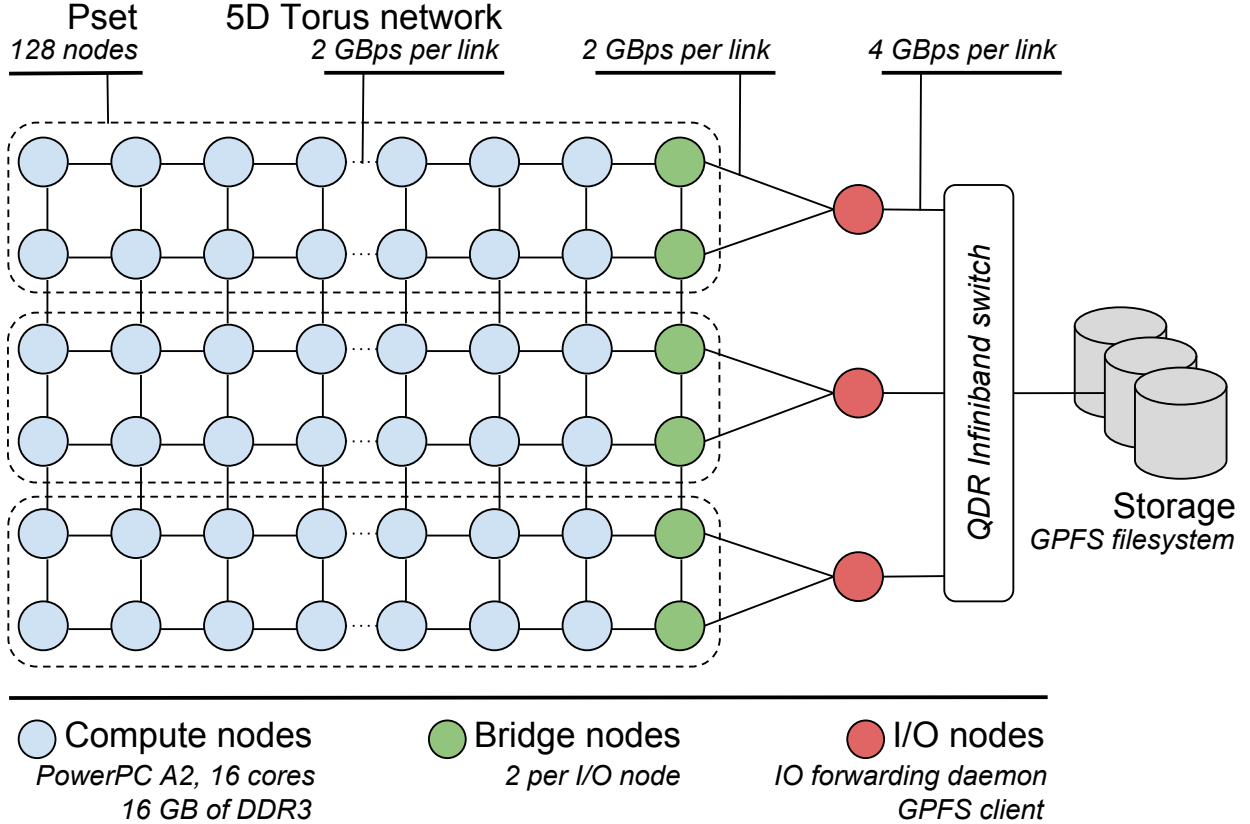 Pset
128 nodes
5D Torus network
2 GBps per link
2 GBps per link
4 GBps per link
QDR Infiniband switch
Storage
GPFS filesystem
Compute nodes
PowerPC A2, 16 cores
16 GB of DDR3
Bridge nodes
2 per I/O node
I/O nodes
IO forwarding daemon
GPFS client